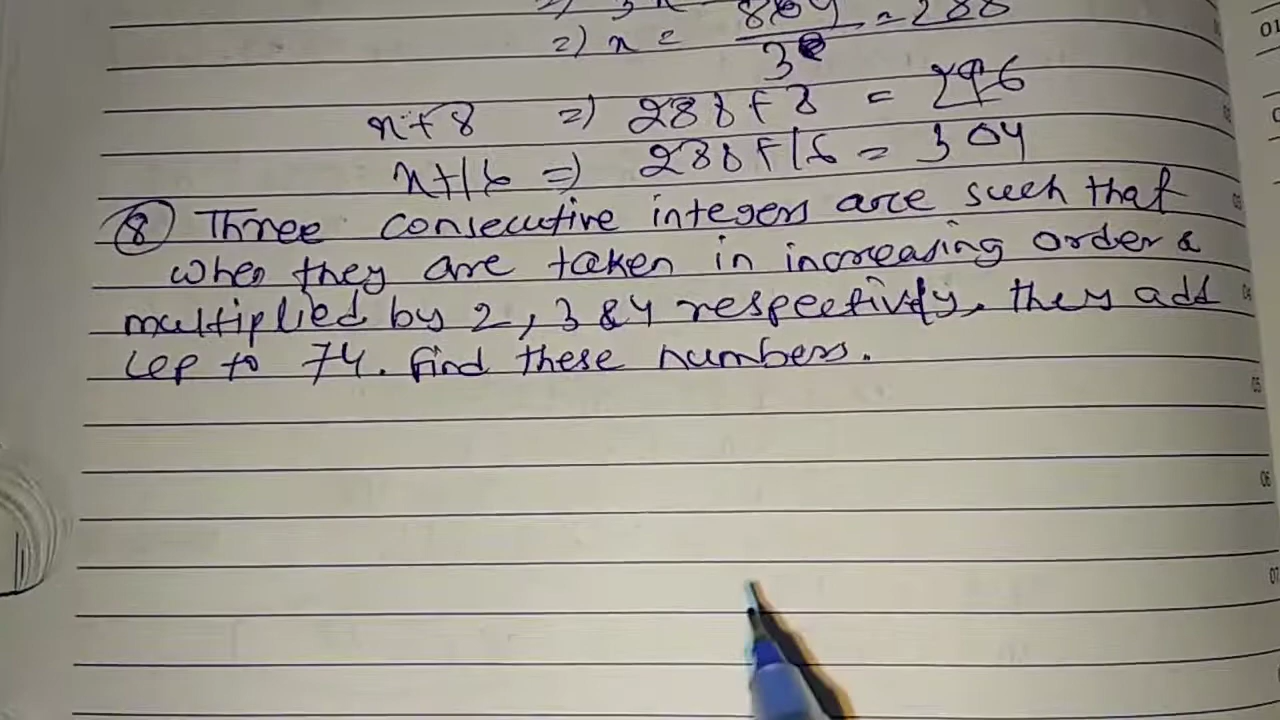 2) x = 864/3 = 288
x+8 => 288+8 = 296
x+16 => 288+16 = 304
(8) Three consecutive integers are such that
when they are taken in increasing order &
multiplied by 2, 3 & 4 respectively, they add
up to 74. Find these numbers.